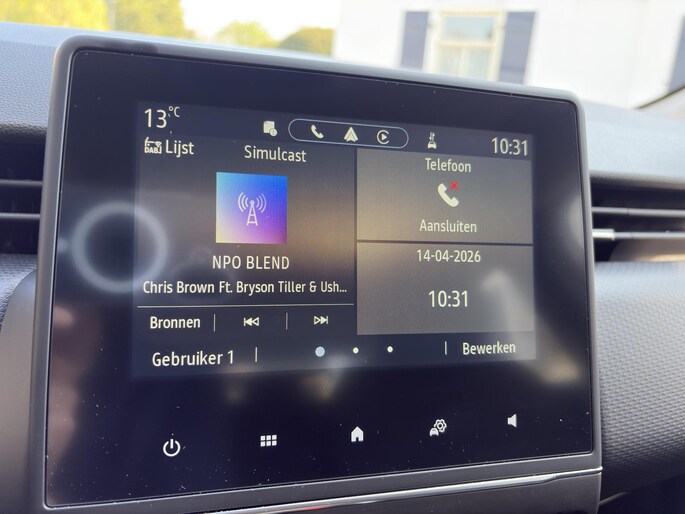 13°C
10:31
DAB Lijst
Simulcast
Telefoon
Aansluiten
NPO BLEND
Chris Brown Ft. Bryson Tiller & Ush...
14-04-2026
10:31
Bronnen
Gebruiker 1
Bewerken